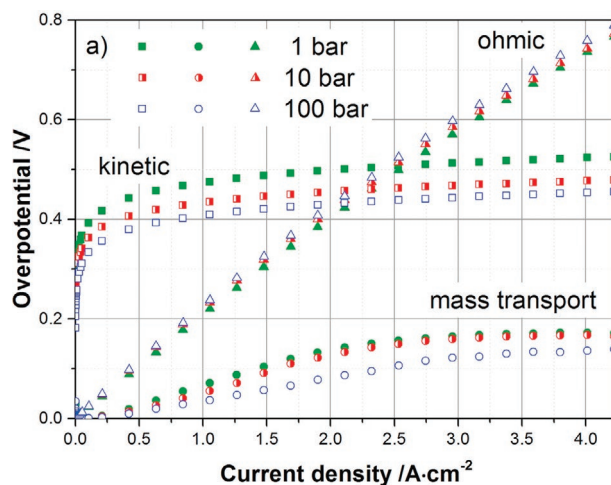 0.8
a)
1 bar
10 bar
100 bar
ohmic
0.6
kinetic
0.4
mass transport
0.2
0.0
0.0 0.5 1.0 1.5 2.0 2.5 3.0 3.5 4.0
Overpotential /V
Current density /A·cm⁻²